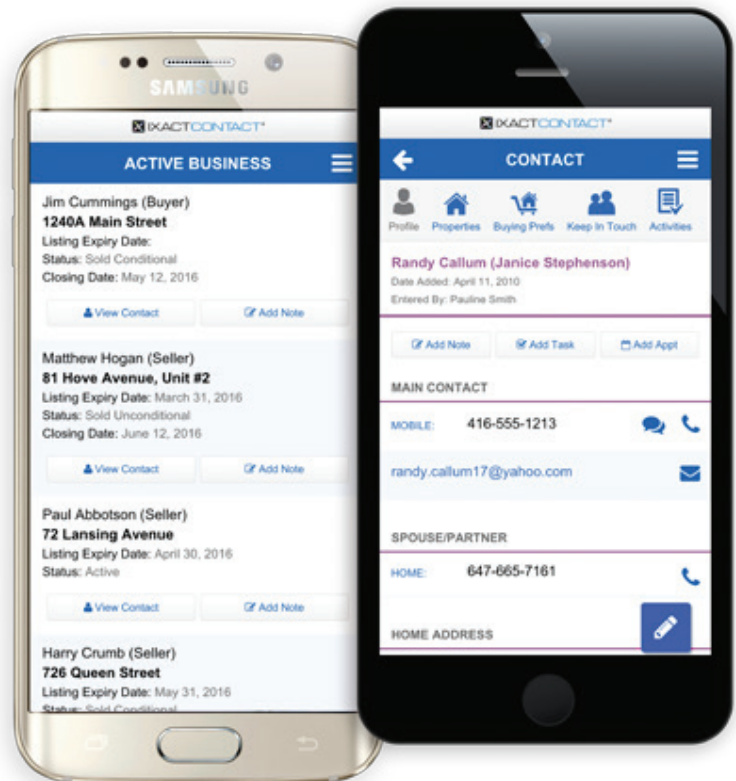 SAMSUNG
IXACTCONTACT®
ACTIVE BUSINESS
Jim Cummings (Buyer)
1240A Main Street
Listing Expiry Date:
Status: Sold Conditional
Closing Date: May 12, 2016
View Contact
Add Note
Matthew Hogan (Seller)
81 Hove Avenue, Unit #2
Listing Expiry Date: March 31, 2016
Status: Sold Unconditional
Closing Date: June 12, 2016
View Contact
Add Note
Paul Abbotson (Seller)
72 Lansing Avenue
Listing Expiry Date: April 30, 2016
Status: Active
View Contact
Add Note
Harry Crumb (Seller)
726 Queen Street
Listing Expiry Date: May 31, 2016
Status: Sold Conditional
IXACTCONTACT®
CONTACT
Profile
Properties
Buying Prefs
Keep In Touch
Activities
Randy Callum (Janice Stephenson)
Date Added: April 11, 2010
Entered By: Pauline Smith
Add Note
Add Task
Add Appt
MAIN CONTACT
MOBILE: 416-555-1213
randy.callum17@yahoo.com
SPOUSE/PARTNER
HOME: 647-665-7161
HOME ADDRESS